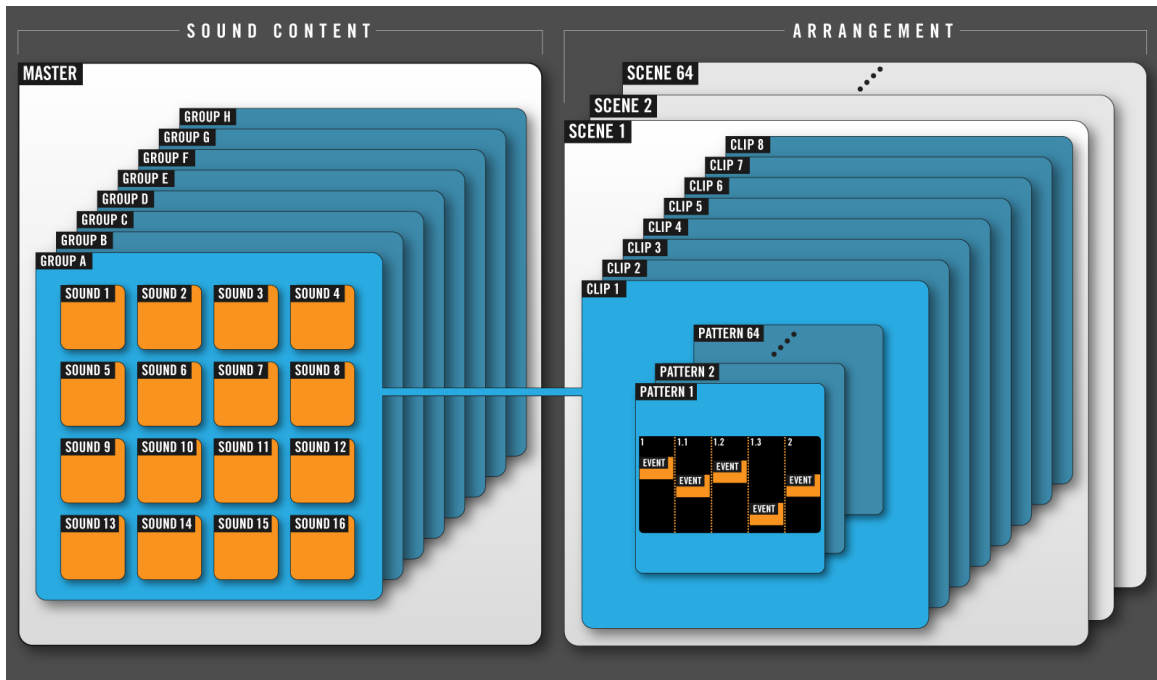 SOUND CONTENT
MASTER
GROUP H
GROUP G
GROUP F
GROUP E
GROUP D
GROUP C
GROUP B
GROUP A
SOUND 1 SOUND 2 SOUND 3 SOUND 4
SOUND 5 SOUND 6 SOUND 7 SOUND 8
SOUND 9 SOUND 10 SOUND 11 SOUND 12
SOUND 13 SOUND 14 SOUND 15 SOUND 16
ARRANGEMENT
SCENE 64
SCENE 2
SCENE 1
CLIP 8
CLIP 7
CLIP 6
CLIP 5
CLIP 4
CLIP 3
CLIP 2
CLIP 1
PATTERN 64
PATTERN 2
PATTERN 1
1 1.1 1.2 1.3 2
EVENT EVENT EVENT EVENT EVENT